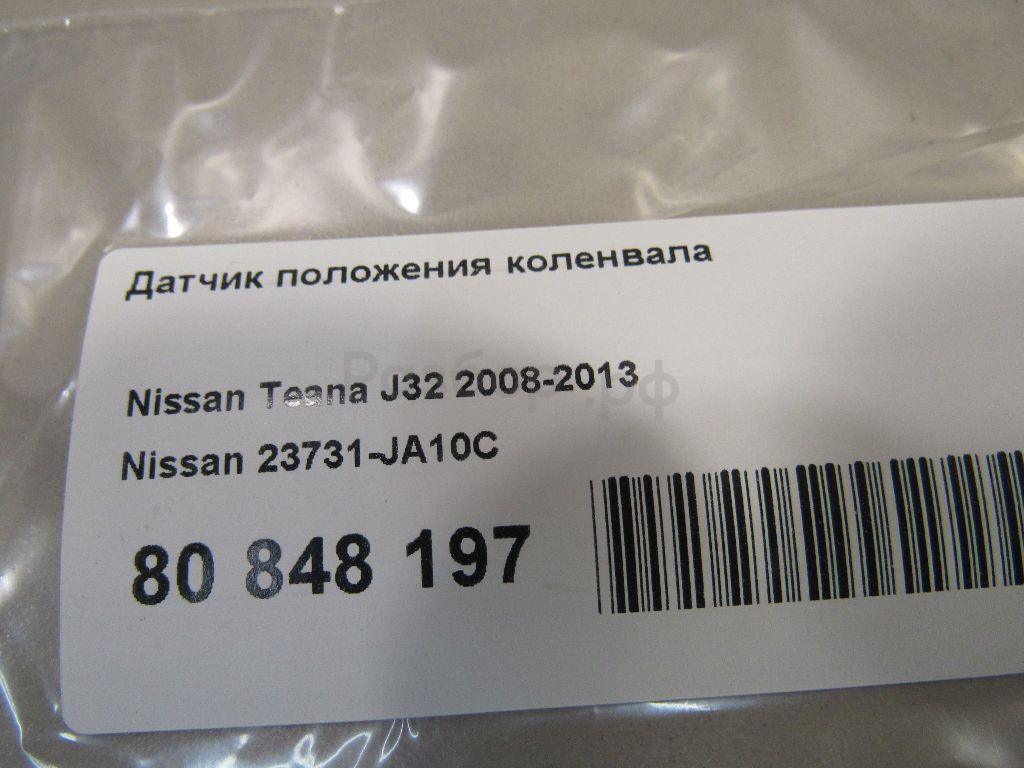 Датчик положения коленвала
Nissan Teana J32 2008-2013
Nissan 23731-JA10C
80 848 197